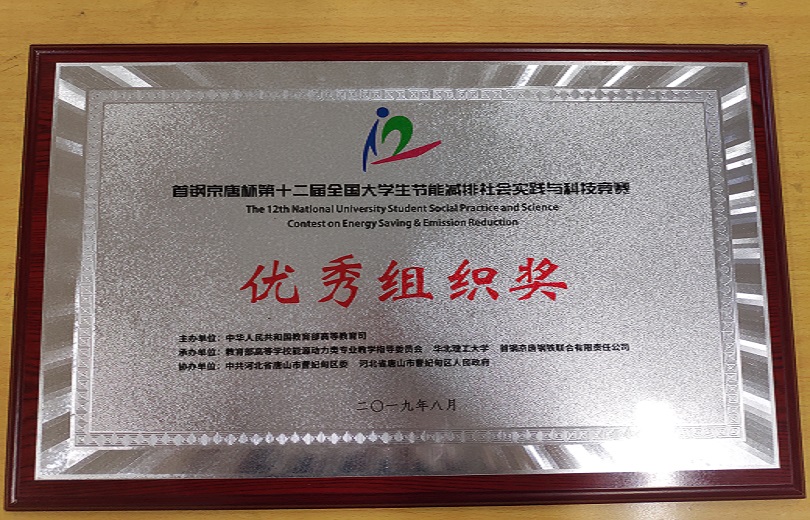 首钢京唐杯第十二届全国大学生节能减排社会实践与科技竞赛
The 12th National University Student Social Practice and Science
Contest on Energy Saving & Emission Reduction
优秀组织奖
主办单位：中华人民共和国教育部高等教育司
承办单位：教育部高等学校能源动力类专业教学指导委员会 华北理工大学 首钢京唐钢铁联合有限责任公司
协办单位：中共河北省唐山市曹妃甸区委 河北省唐山市曹妃甸区人民政府
二〇一九年八月